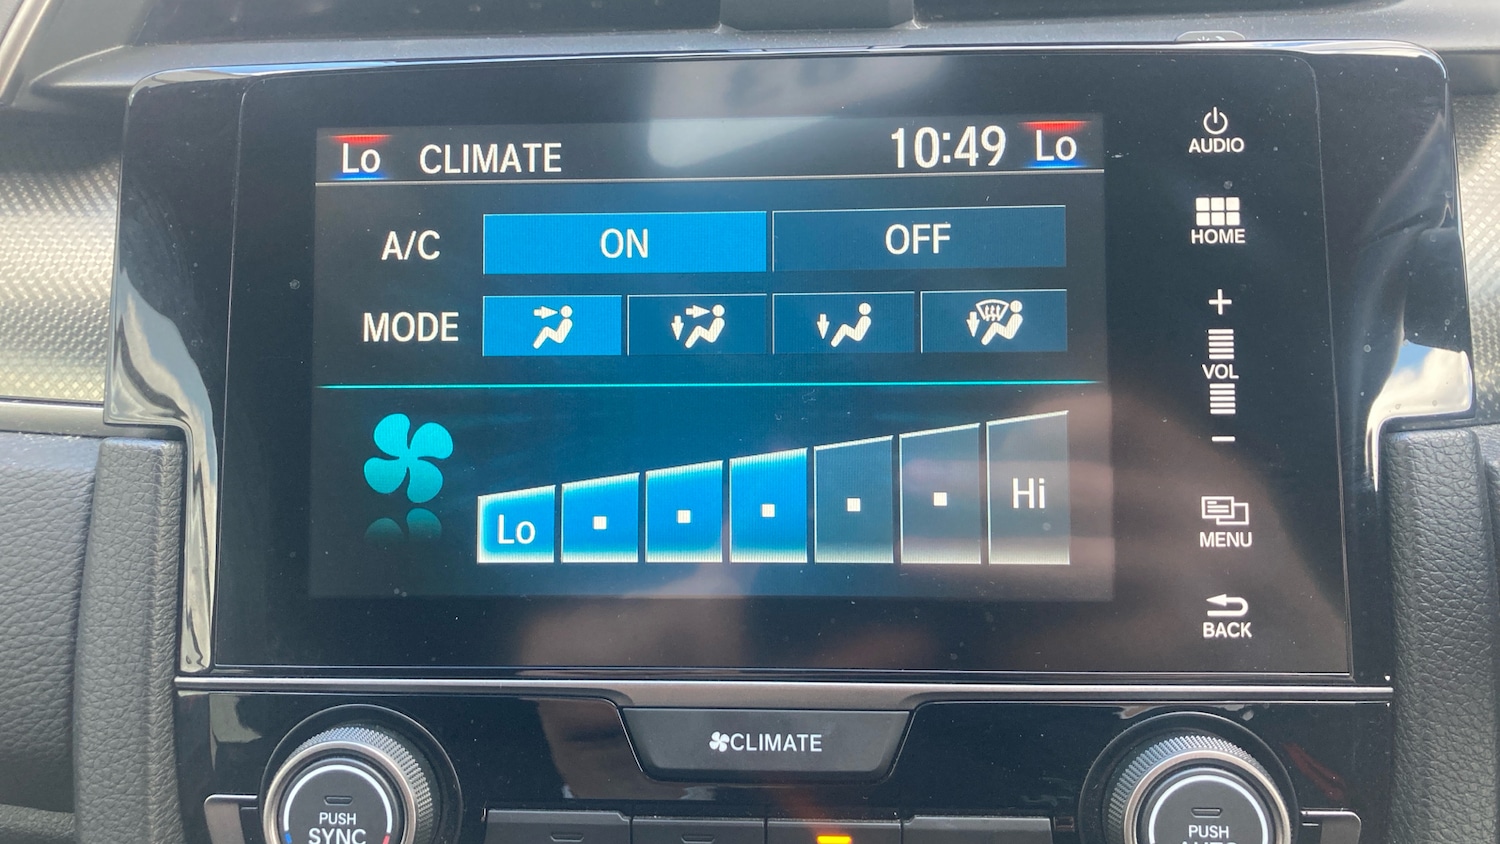 Lo CLIMATE 10:49 Lo
A/C ON OFF
MODE
Lo Hi
AUDIO
HOME
+
VOL
−
MENU
BACK
CLIMATE
PUSH
SYNC
PUSH